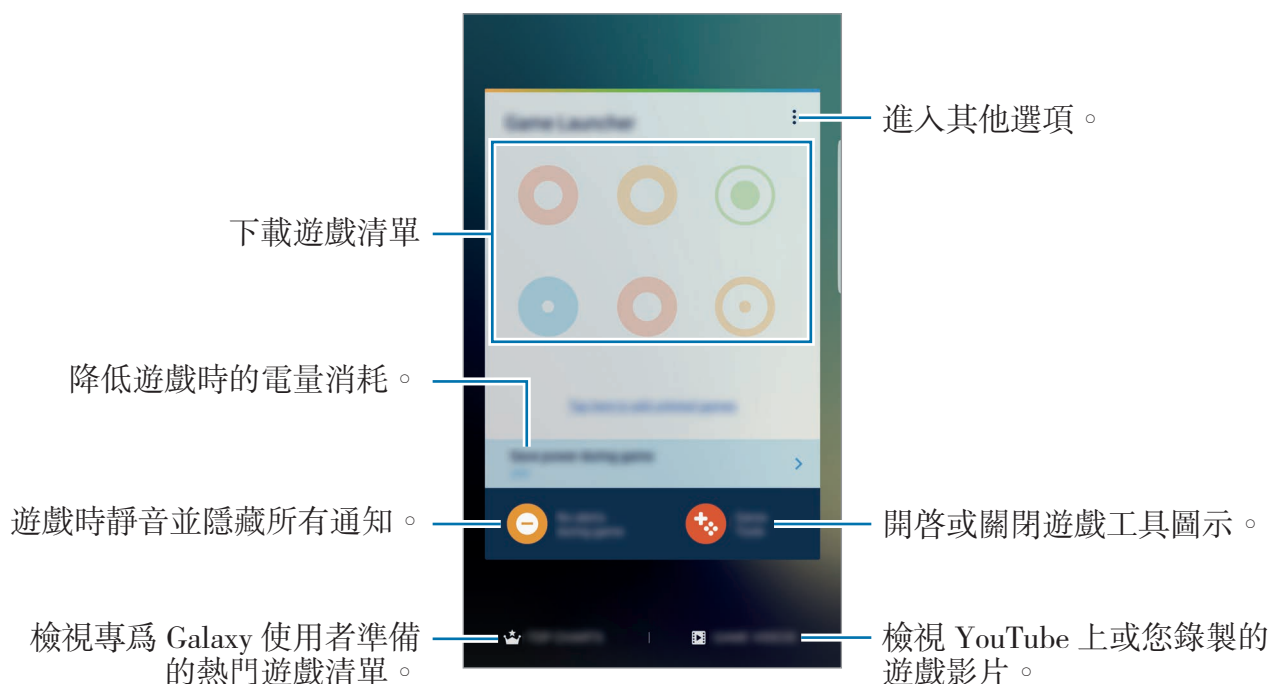 進入其他選項。
下載遊戲清單
降低遊戲時的電量消耗。
遊戲時靜音並隱藏所有通知。
開啓或關閉遊戲工具圖示。
檢視專爲 Galaxy 使用者準備
的熱門遊戲清單。
檢視 YouTube 上或您錄製的
遊戲影片。
Game Launcher
Save power during game